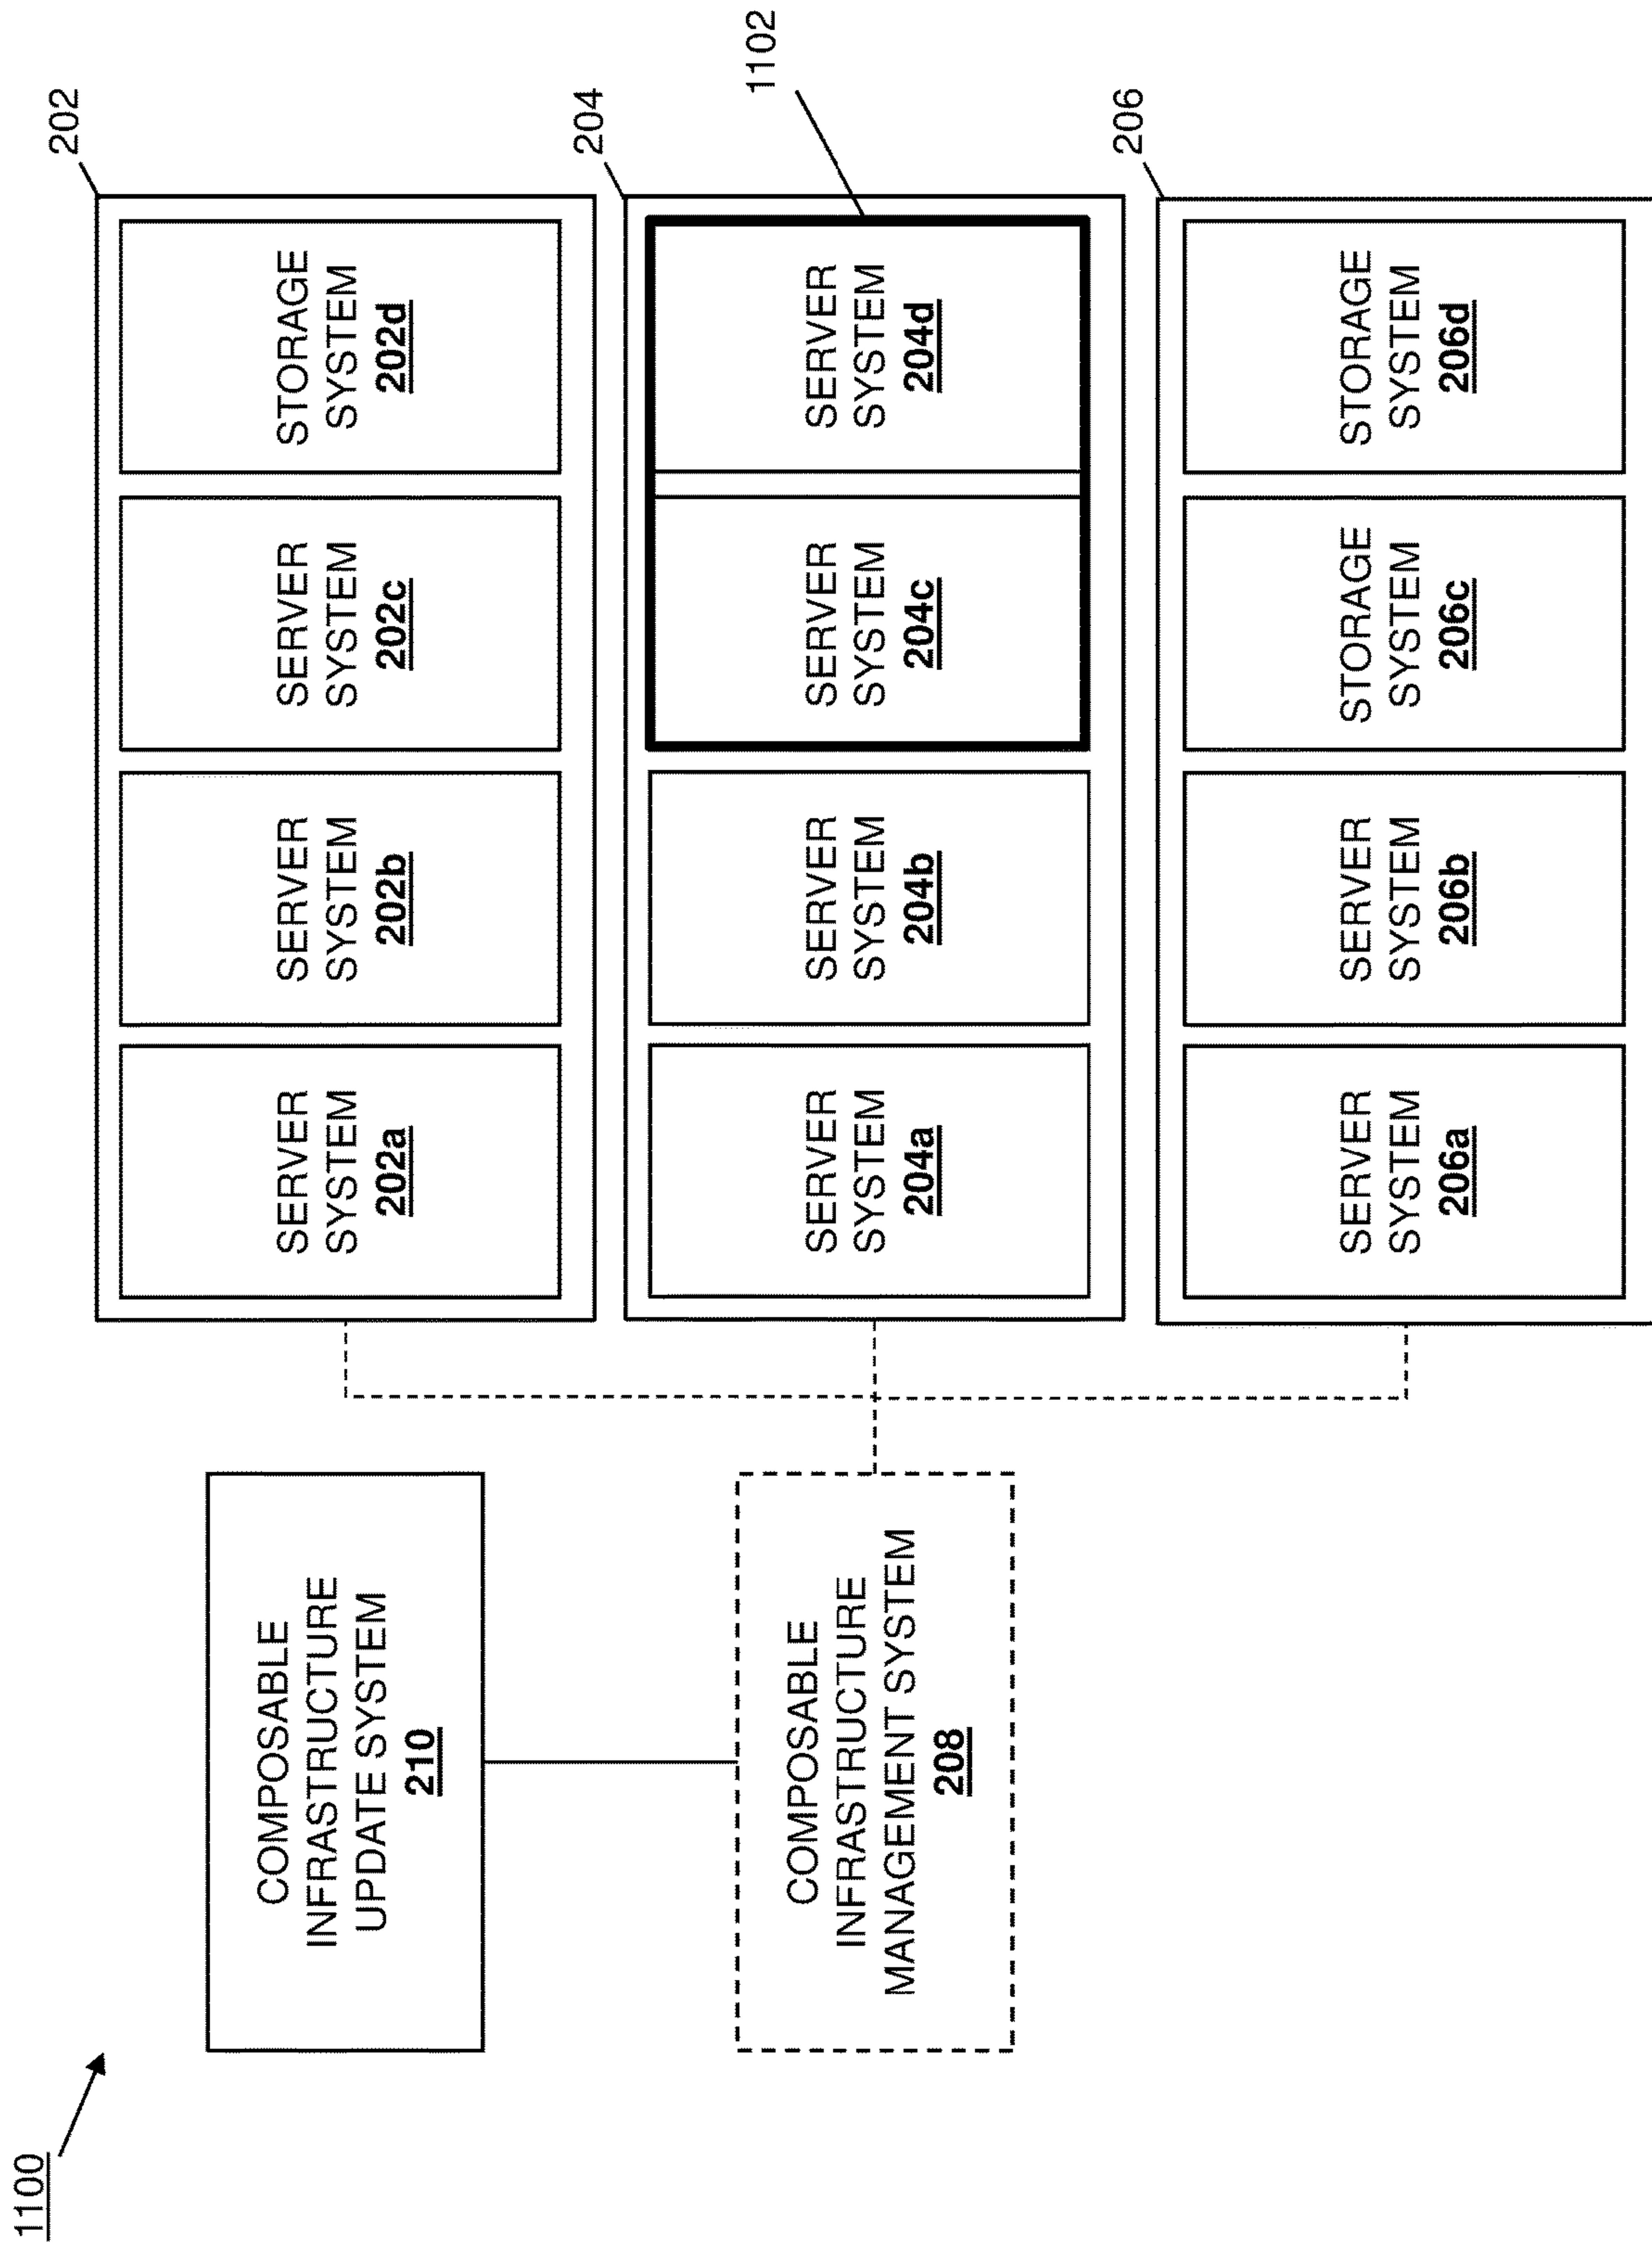 1100
COMPOSABLE
INFRASTRUCTURE
UPDATE SYSTEM
210
COMPOSABLE
INFRASTRUCTURE
MANAGEMENT SYSTEM
208
202
SERVER
SYSTEM
202a
SERVER
SYSTEM
202b
SERVER
SYSTEM
202c
STORAGE
SYSTEM
202d
204
SERVER
SYSTEM
204a
SERVER
SYSTEM
204b
SERVER
SYSTEM
204c
SERVER
SYSTEM
204d
1102
206
SERVER
SYSTEM
206a
SERVER
SYSTEM
206b
STORAGE
SYSTEM
206c
STORAGE
SYSTEM
206d